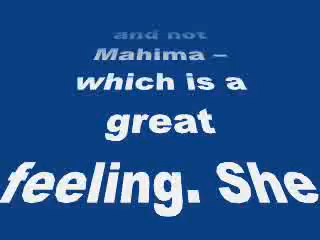 and not
Mahima –
which is a
great
feeling. She